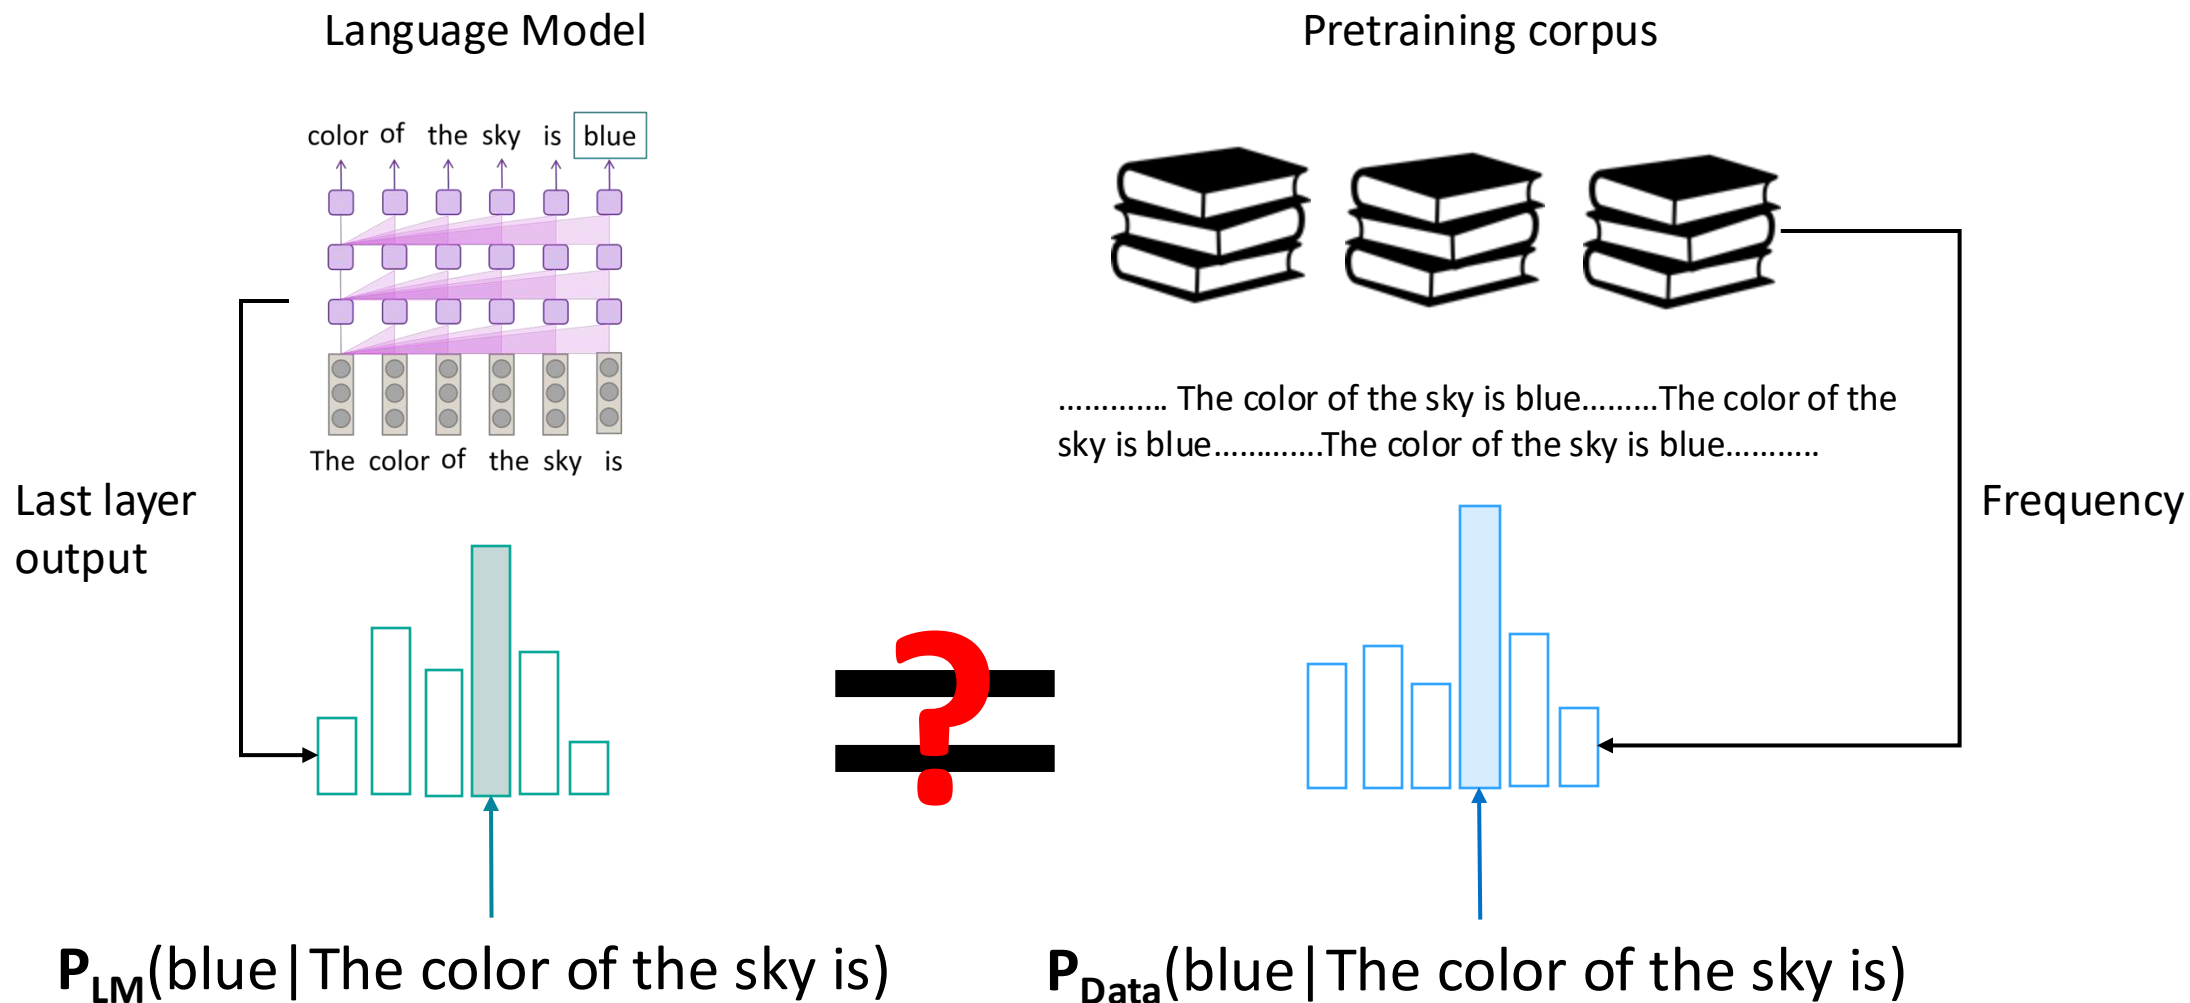 Language Model
Pretraining corpus
color of the sky is blue
The color of the sky is
Last layer
output
............. The color of the sky is blue.........The color of the
sky is blue.............The color of the sky is blue...........
Frequency
?
P_LM(blue|The color of the sky is)
P_Data(blue|The color of the sky is)